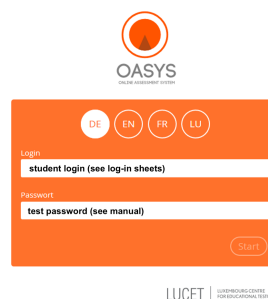 OASYS
ONLINE ASSESSMENT SYSTEM
DE EN FR LU
Login
student login (see log-in sheets)
Passwort
test password (see manual)
Start
LUCET
LUXEMBOURG CENTRE
FOR EDUCATIONAL TESTING